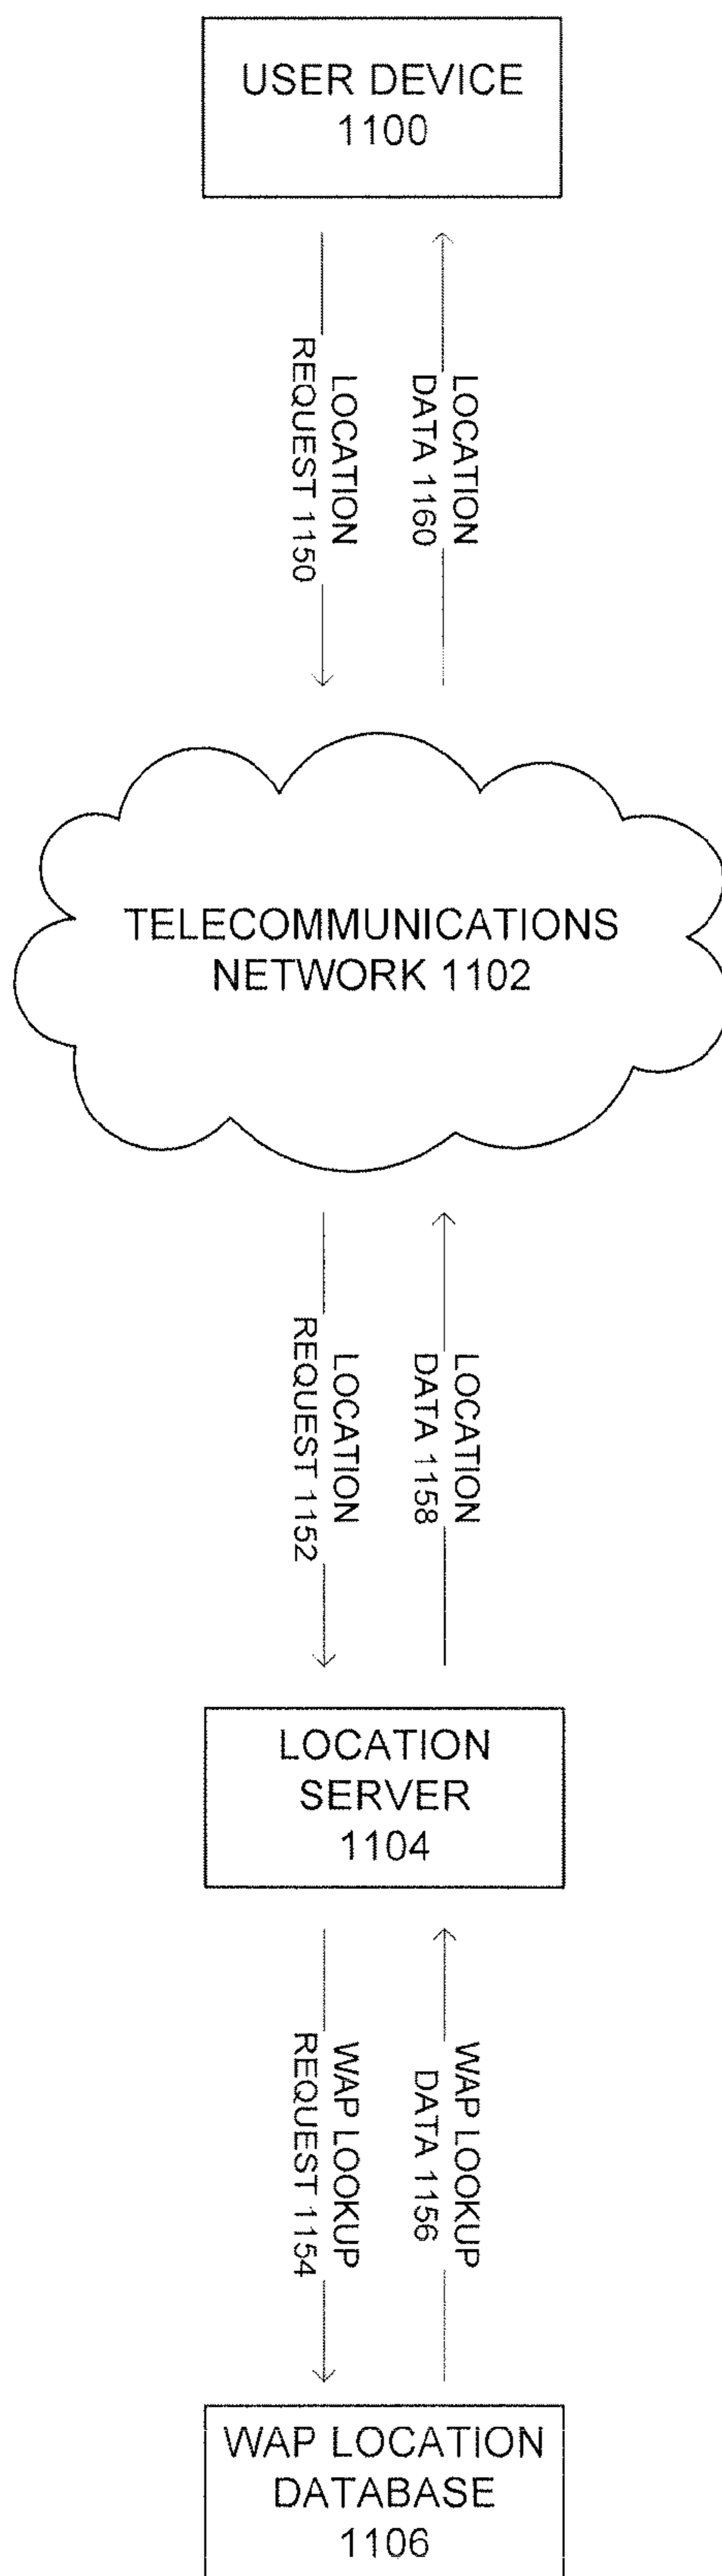 USER DEVICE
1100
LOCATION
REQUEST 1150
LOCATION
DATA 1160
TELECOMMUNICATIONS
NETWORK 1102
LOCATION
REQUEST 1152
LOCATION
DATA 1158
LOCATION
SERVER
1104
WAP LOOKUP
REQUEST 1154
WAP LOOKUP
DATA 1156
WAP LOCATION
DATABASE
1106